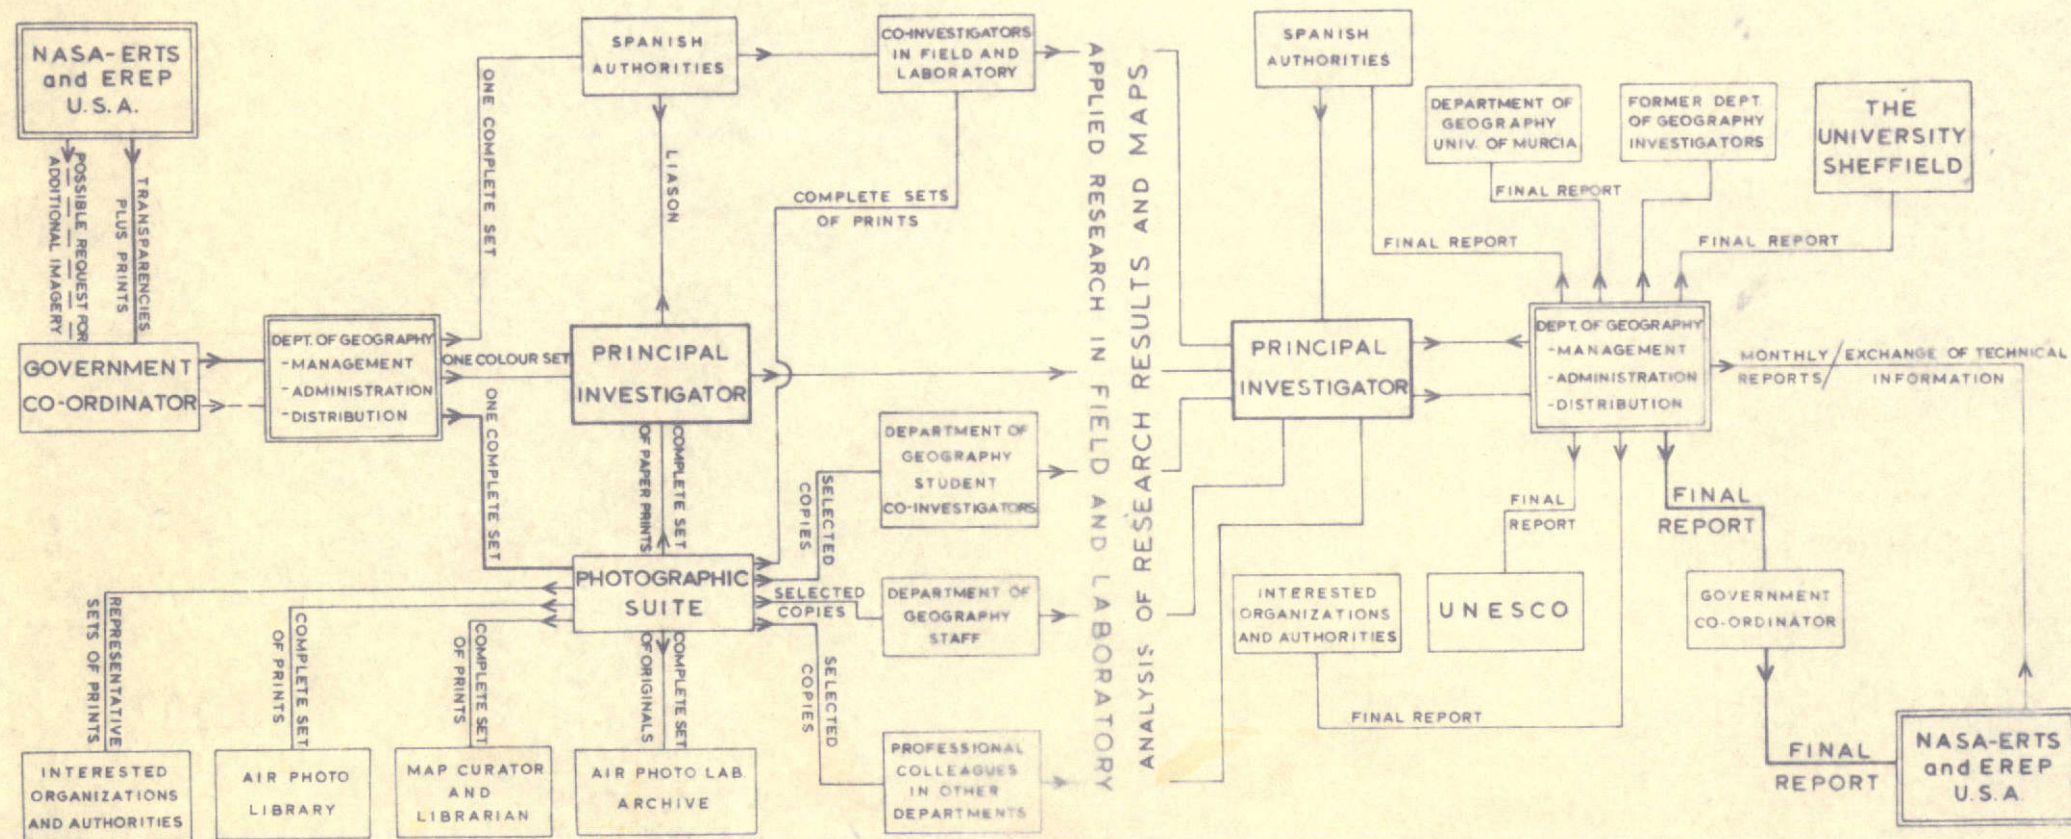 NASA-ERTS
and EREP
U.S.A.
POSSIBLE REQUEST FOR
ADDITIONAL IMAGERY
TRANSPARENCIES
PLUS PRINTS
GOVERNMENT
CO-ORDINATOR
DEPT. OF GEOGRAPHY
-MANAGEMENT
-ADMINISTRATION
-DISTRIBUTION
ONE COMPLETE SET
ONE COLOUR SET
ONE COMPLETE SET
SPANISH
AUTHORITIES
LIASON
PRINCIPAL
INVESTIGATOR
COMPLETE SET
OF PAPER PRINTS
PHOTOGRAPHIC
SUITE
CO-INVESTIGATORS
IN FIELD AND
LABORATORY
COMPLETE SETS
OF PRINTS
SELECTED
COPIES
DEPARTMENT OF
GEOGRAPHY
STUDENT
CO-INVESTIGATORS
SELECTED
COPIES
DEPARTMENT OF
GEOGRAPHY
STAFF
SELECTED
COPIES
PROFESSIONAL
COLLEAGUES
IN OTHER
DEPARTMENTS
REPRESENTATIVE
SETS OF PRINTS
COMPLETE SET
OF PRINTS
COMPLETE SET
OF PRINTS
COMPLETE SET
OF ORIGINALS
INTERESTED
ORGANIZATIONS
AND AUTHORITIES
AIR PHOTO
LIBRARY
MAP CURATOR
AND
LIBRARIAN
AIR PHOTO LAB.
ARCHIVE
APPLIED RESEARCH IN FIELD AND LABORATORY
ANALYSIS OF RESEARCH RESULTS AND MAPS
SPANISH
AUTHORITIES
DEPARTMENT OF
GEOGRAPHY
UNIV. OF MURCIA
FORMER DEPT.
OF GEOGRAPHY
INVESTIGATORS
THE
UNIVERSITY
SHEFFIELD
FINAL REPORT
FINAL REPORT
FINAL REPORT
PRINCIPAL
INVESTIGATOR
DEPT. OF GEOGRAPHY
-MANAGEMENT
-ADMINISTRATION
-DISTRIBUTION
MONTHLY / EXCHANGE OF TECHNICAL
REPORTS / INFORMATION
FINAL
REPORT
FINAL
REPORT
INTERESTED
ORGANIZATIONS
AND AUTHORITIES
UNESCO
GOVERNMENT
CO-ORDINATOR
FINAL REPORT
FINAL
REPORT
NASA-ERTS
and EREP
U.S.A.